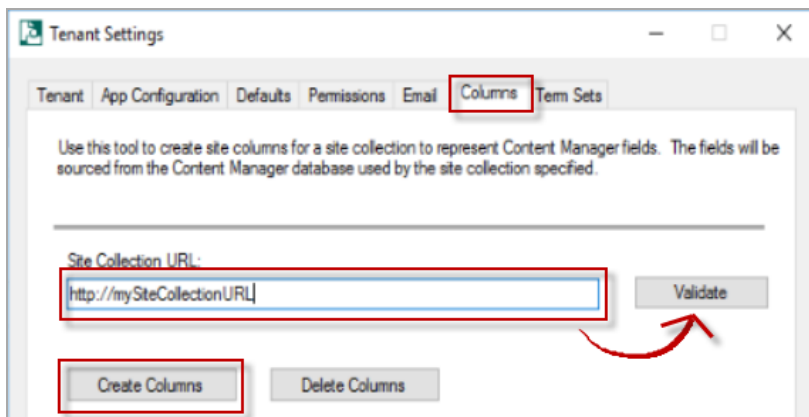 Tenant Settings
Tenant App Configuration Defaults Permissions Email Columns Term Sets
Use this tool to create site columns for a site collection to represent Content Manager fields. The fields will be
sourced from the Content Manager database used by the site collection specified.
Site Collection URL:
http://mySiteCollectionURL
Validate
Create Columns Delete Columns